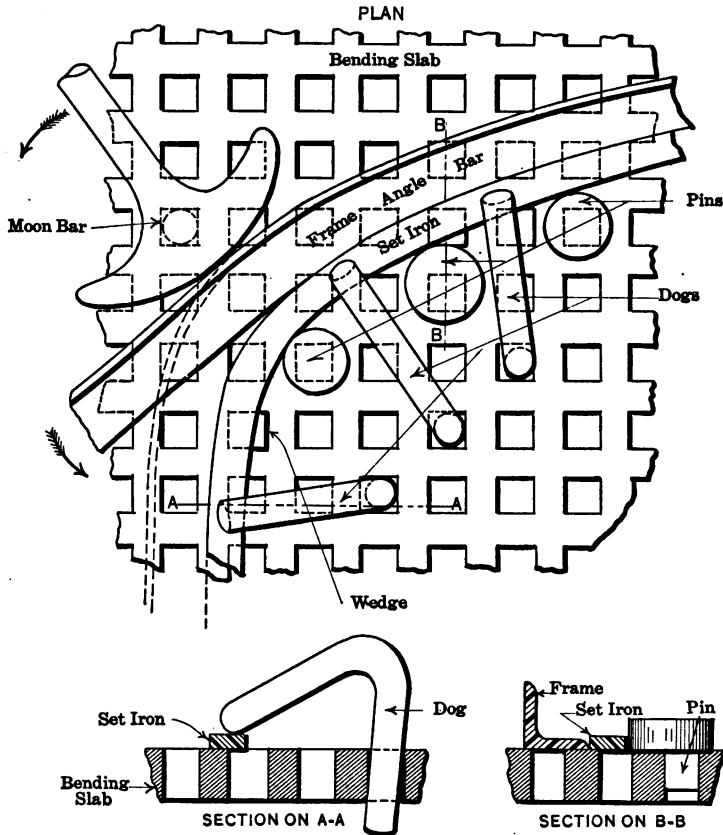 PLAN
Bending Slab
B
Moon Bar
Frame Angle Bar
Set Iron
Pins
Dogs
B
A
A
Wedge
Set Iron
Dog
Bending
Slab
SECTION ON A-A
Frame
Set Iron
Pin
SECTION ON B-B